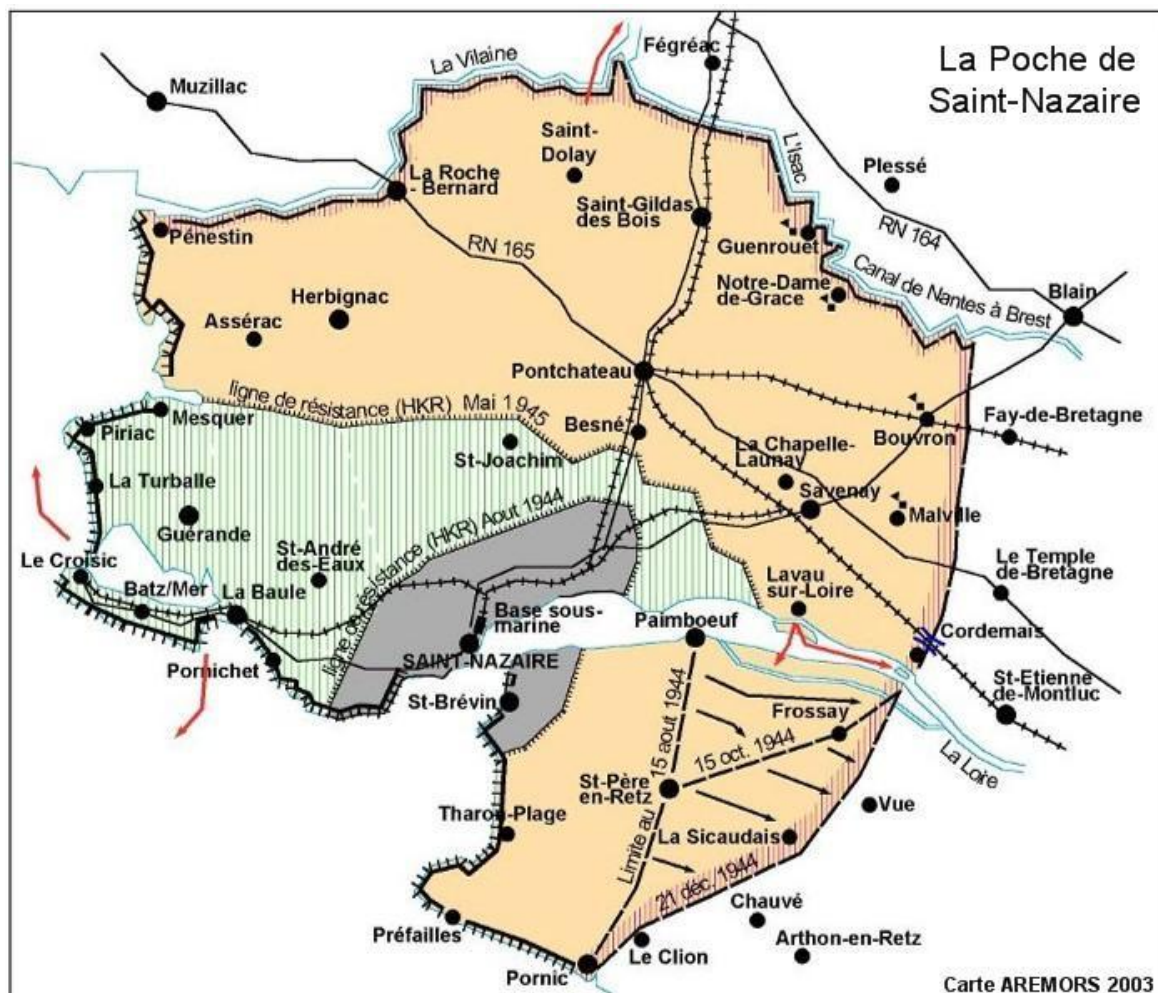 La Poche de
Saint-Nazaire
Fégréac
La Vilaine
Muzillac
Saint-
Dolay
L'Isac
Plessé
La Roche
- Bernard
Saint-Gildas
des Bois
RN 164
Pénestin
RN 165
Guenrouet
Canal de Nantes à Brest
Notre-Dame
de-Grace
Blain
Herbignac
Assérac
Pontchateau
ligne de résistance (HKR) Mai 1945
Mesquer
Piriac
Besné
Bouvron
Fay-de-Bretagne
St-Joachim
La Chapelle-
Launay
La Turballe
Savenay
Guérande
ligne de résistance (HKR) Aout 1944
Malville
Le Croisic
St-André
des-Eaux
Le Temple
de-Bretagne
Batz/Mer
La Baule
Base sous-
marine
Lavau
sur-Loire
Paimboeuf
Cordemais
Pornichet
SAINT-NAZAIRE
St-Etienne
de-Montluc
St-Brévin
Frossay
Limite au 15 aout 1944
15 oct. 1944
La Loire
St-Père
en-Retz
Vue
Tharon-Plage
La Sicaudais
21 déc. 1944
Chauvé
Préfailles
Le Clion
Arthon-en-Retz
Pornic
Carte AREMORS 2003